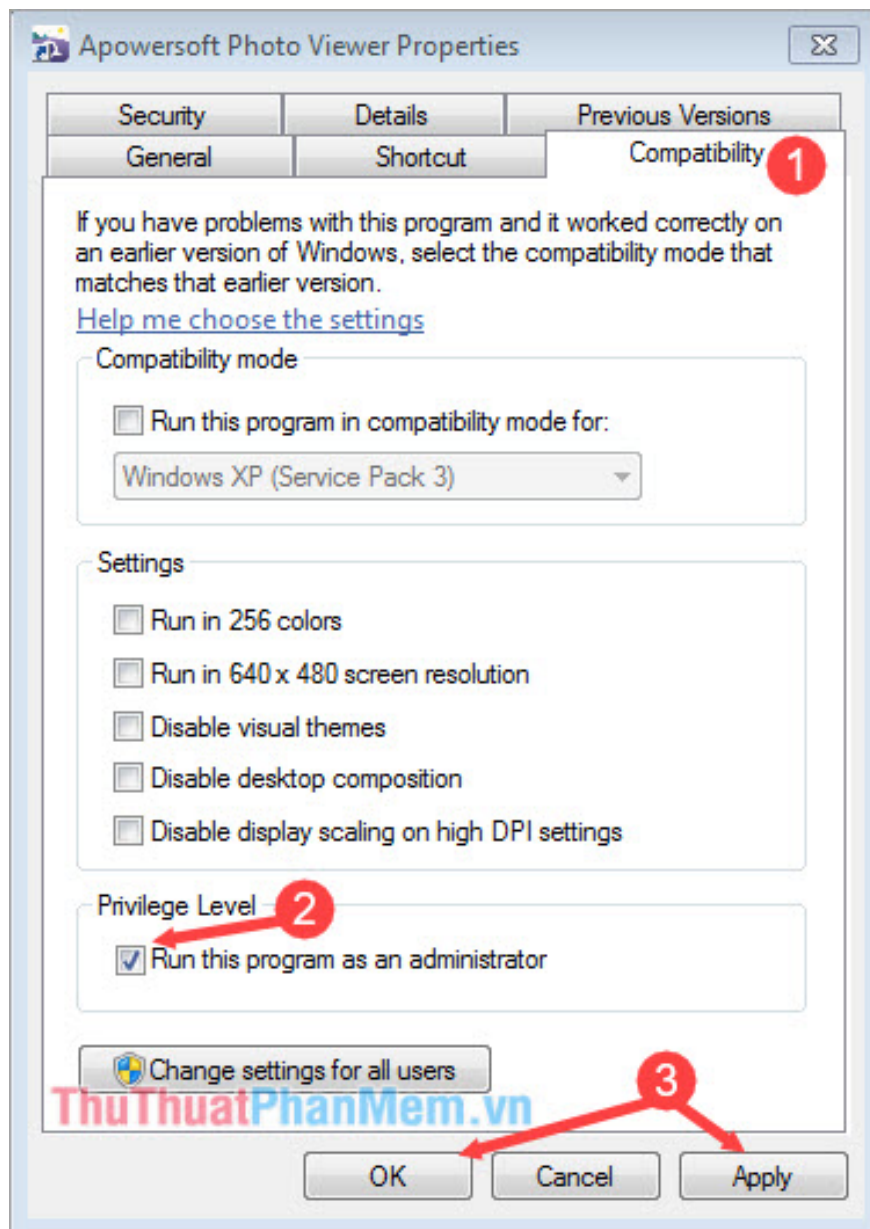 Apowersoft Photo Viewer Properties
Security Details Previous Versions
General Shortcut Compatibility 1
If you have problems with this program and it worked correctly on
an earlier version of Windows, select the compatibility mode that
matches that earlier version.
Help me choose the settings
Compatibility mode
Run this program in compatibility mode for:
Windows XP (Service Pack 3)
Settings
Run in 256 colors
Run in 640 x 480 screen resolution
Disable visual themes
Disable desktop composition
Disable display scaling on high DPI settings
Privilege Level 2
Run this program as an administrator
Change settings for all users
3
ThuThuatPhanMem.vn
OK Cancel Apply